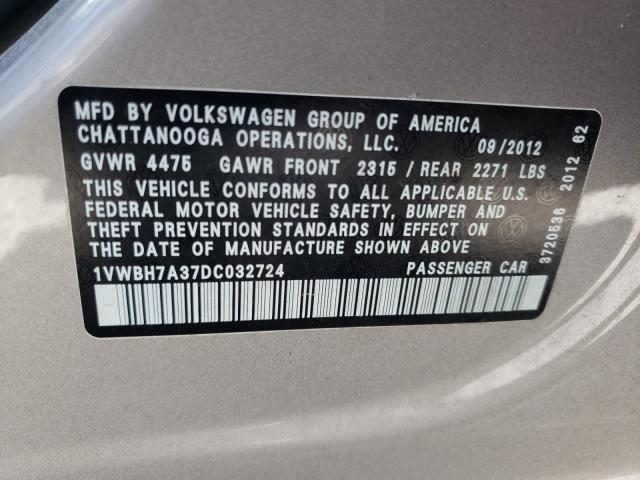 MFD BY VOLKSWAGEN GROUP OF AMERICA
CHATTANOOGA OPERATIONS, LLC. 09/2012
GVWR 4475 GAWR FRONT 2315 / REAR 2271 LBS
THIS VEHICLE CONFORMS TO ALL APPLICABLE U.S.
FEDERAL MOTOR VEHICLE SAFETY, BUMPER AND
THEFT PREVENTION STANDARDS IN EFFECT ON
THE DATE OF MANUFACTURE SHOWN ABOVE
1VWBH7A37DC032724 PASSENGER CAR
3720536 2012 62